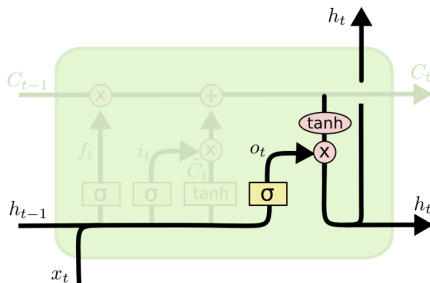 h_t
C_{t-1} × + C_t
tanh
f_t i_t × C̃_t o_t ×
σ σ tanh σ
h_{t-1} h_t
x_t